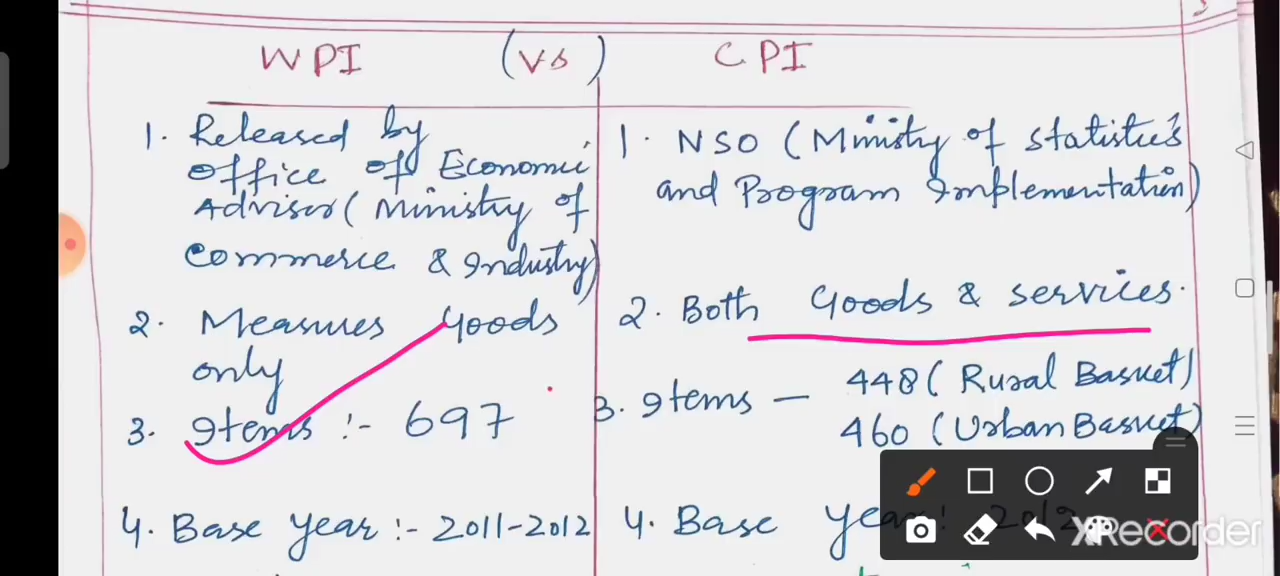 WPI (Vs) CPI
1. Released by
office of Economic
Advisor (Ministry of
Commerce & Industry)
2. Measures Goods
only
3. Items :- 697
4. Base year :- 2011-2012
1. NSO (Ministry of statistics
and Program Implementation)
2. Both Goods & services.
3. Items — 448 (Rural Basket)
460 (Urban Basket)
4. Base year: 2012
XRecorder